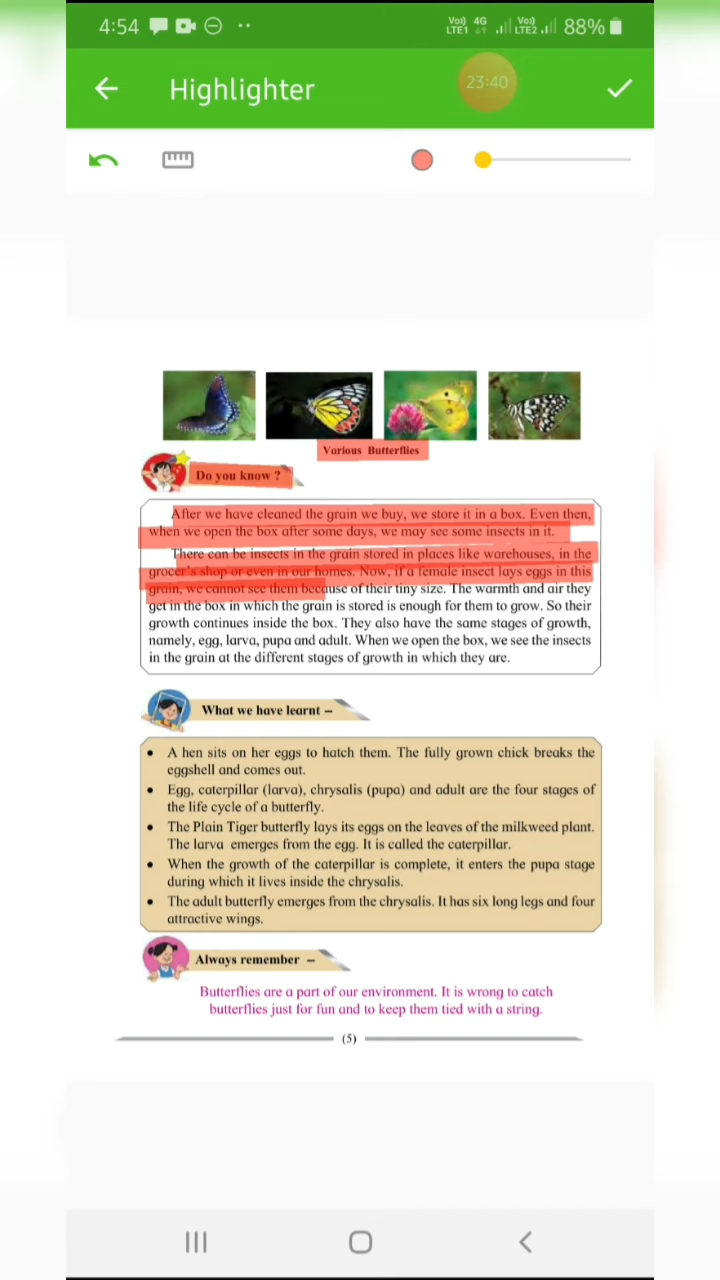 4:54
Voi) 4G Voi)
LTE1 LTE2 88%
Highlighter
23:40
Various Butterflies
Do you know ?
After we have cleaned the grain we buy, we store it in a box. Even then,
when we open the box after some days, we may see some insects in it.
There can be insects in the grain stored in places like warehouses, in the
grocer's shop or even in our homes. Now, if a female insect lays eggs in this
grain, we cannot see them because of their tiny size. The warmth and air they
get in the box in which the grain is stored is enough for them to grow. So their
growth continues inside the box. They also have the same stages of growth,
namely, egg, larva, pupa and adult. When we open the box, we see the insects
in the grain at the different stages of growth in which they are.
What we have learnt –
• A hen sits on her eggs to hatch them. The fully grown chick breaks the
eggshell and comes out.
• Egg, caterpillar (larva), chrysalis (pupa) and adult are the four stages of
the life cycle of a butterfly.
• The Plain Tiger butterfly lays its eggs on the leaves of the milkweed plant.
The larva emerges from the egg. It is called the caterpillar.
• When the growth of the caterpillar is complete, it enters the pupa stage
during which it lives inside the chrysalis.
• The adult butterfly emerges from the chrysalis. It has six long legs and four
attractive wings.
Always remember –
Butterflies are a part of our environment. It is wrong to catch
butterflies just for fun and to keep them tied with a string.
(5)